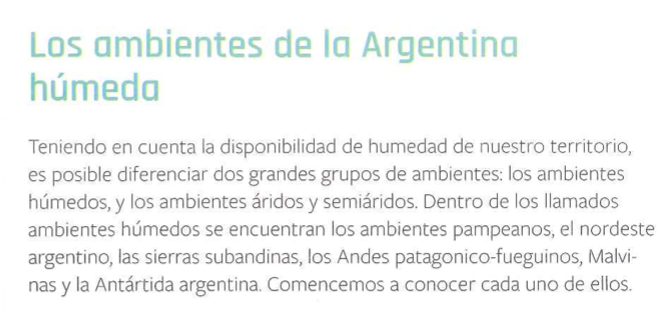 Los ambientes de la Argentina
húmeda
Teniendo en cuenta la disponibilidad de humedad de nuestro territorio,
es posible diferenciar dos grandes grupos de ambientes: los ambientes
húmedos, y los ambientes áridos y semiáridos. Dentro de los llamados
ambientes húmedos se encuentran los ambientes pampeanos, el nordeste
argentino, las sierras subandinas, los Andes patagonico-fueguinos, Malvi-
nas y la Antártida argentina. Comencemos a conocer cada uno de ellos.